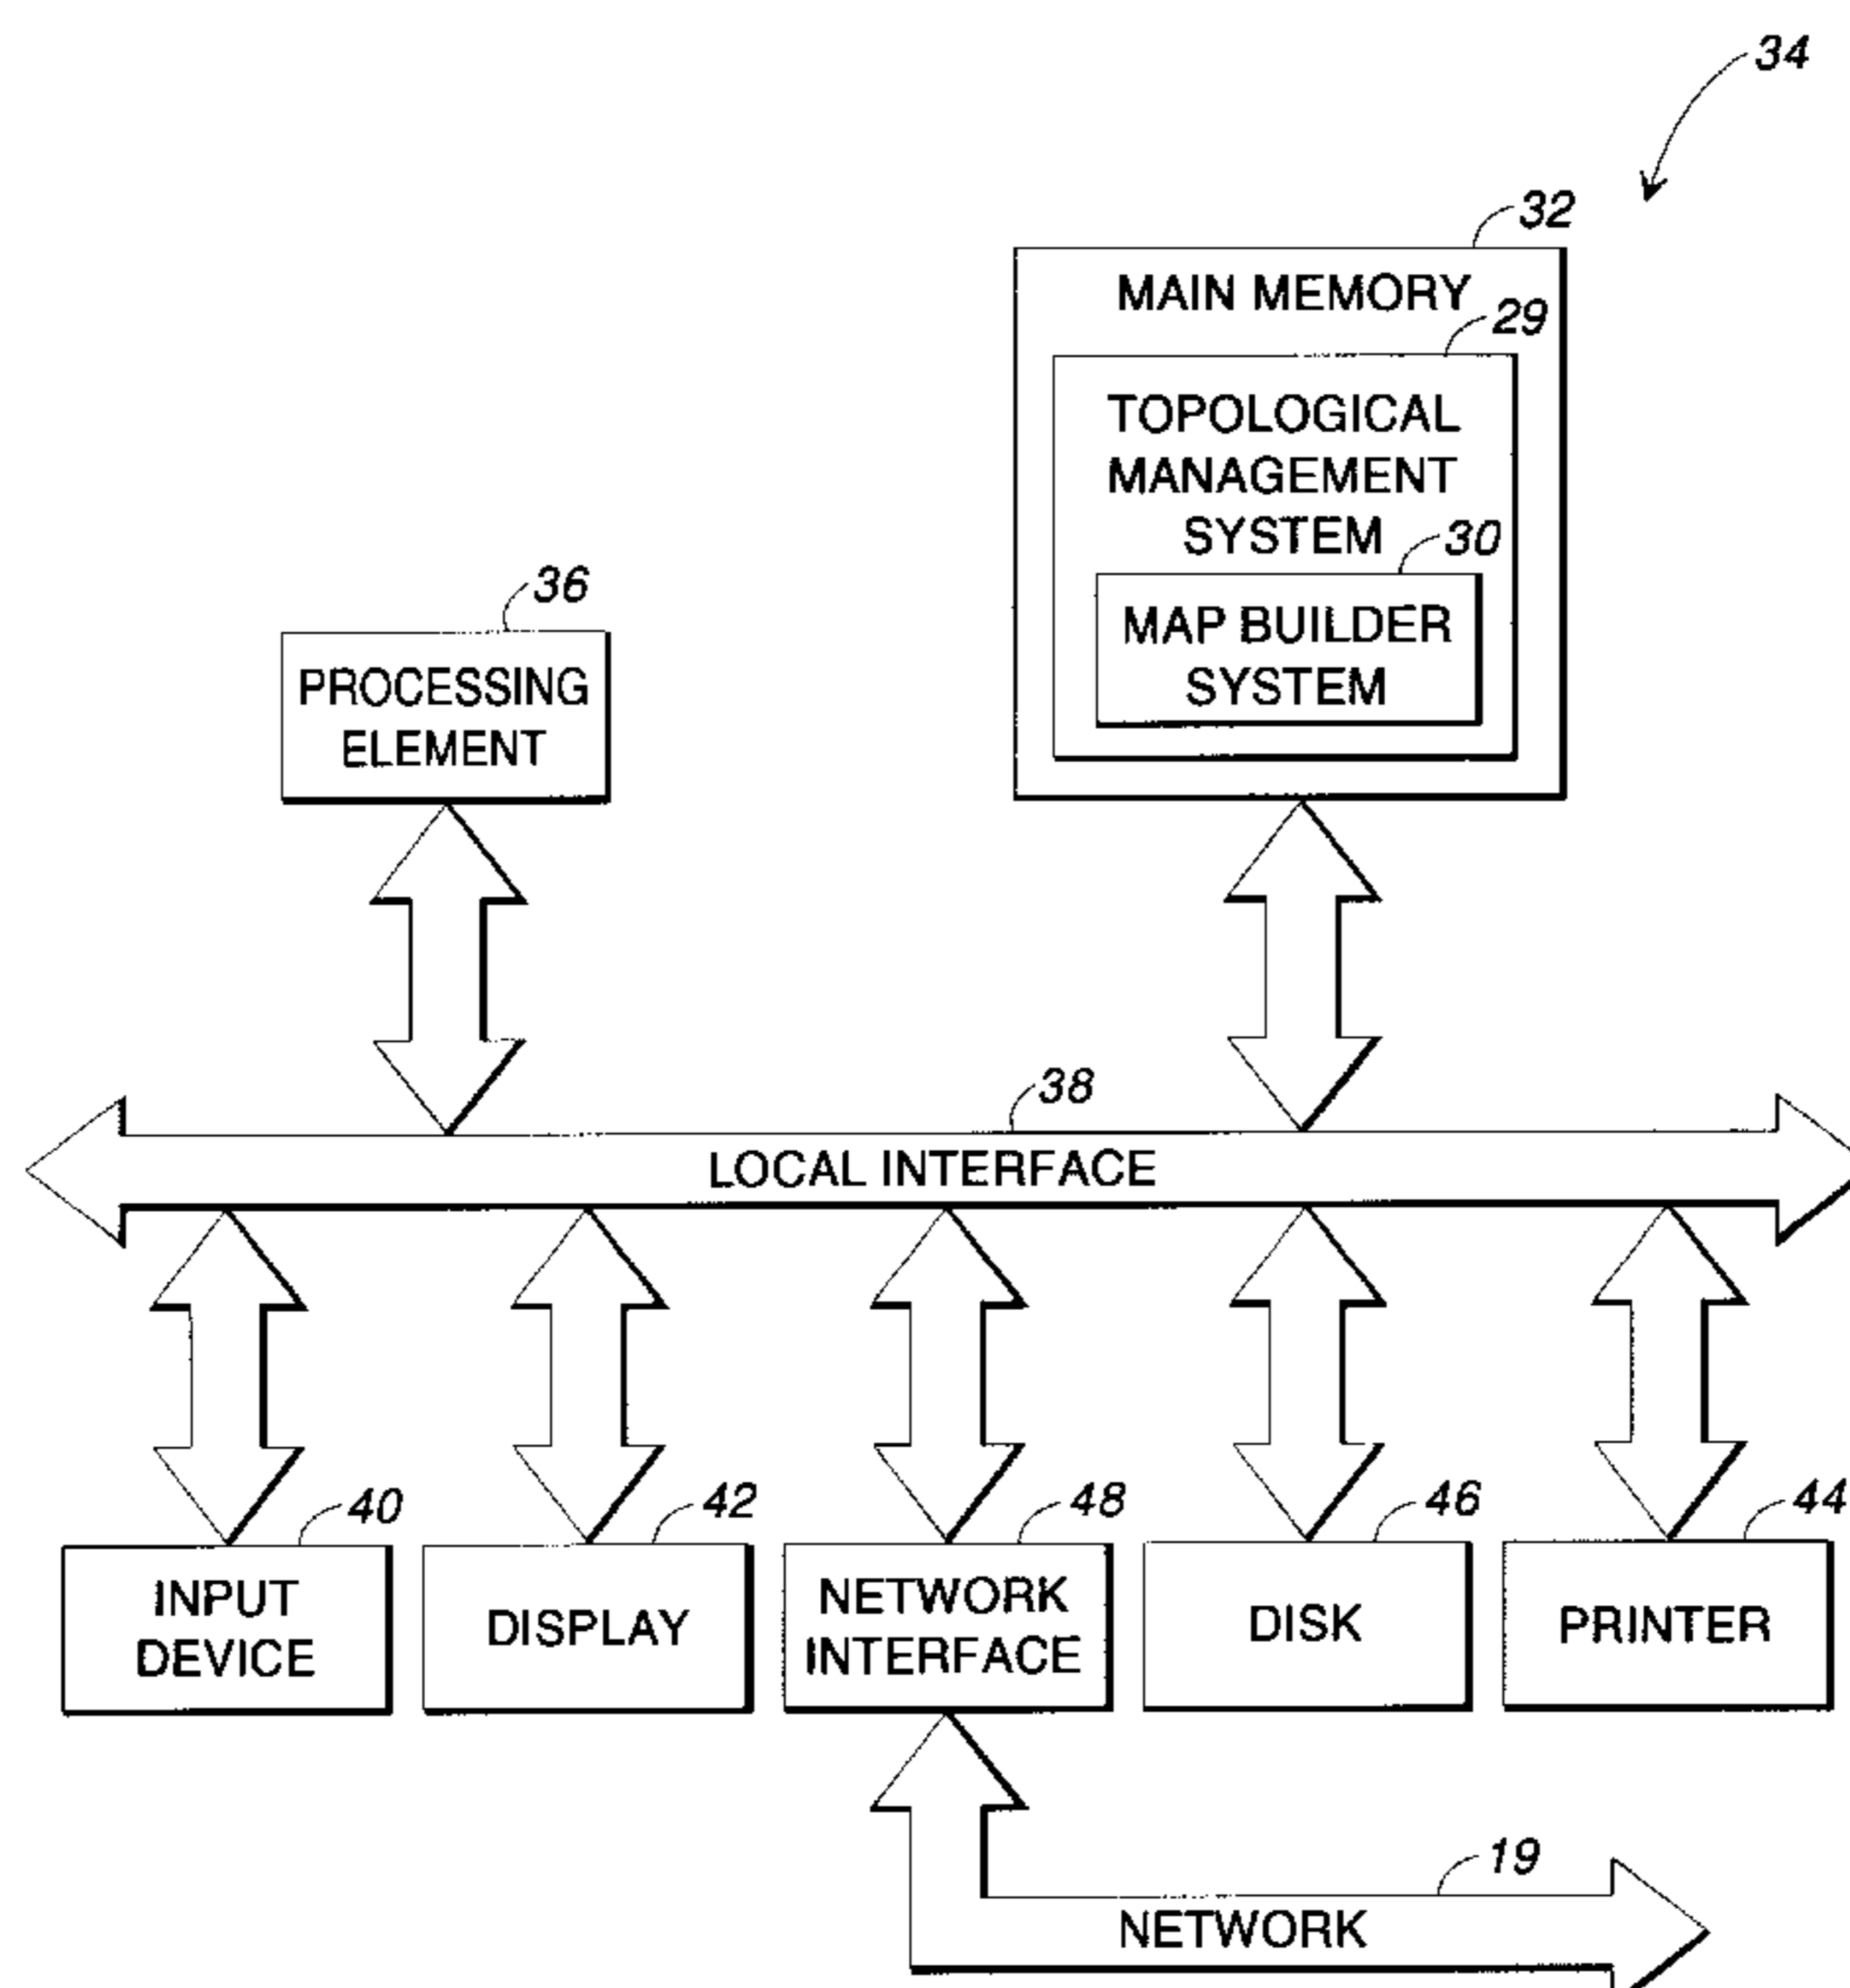 34
32
MAIN MEMORY
29
TOPOLOGICAL
MANAGEMENT
SYSTEM
30
MAP BUILDER
SYSTEM
36
PROCESSING
ELEMENT
38
LOCAL INTERFACE
40
INPUT
DEVICE
42
DISPLAY
48
NETWORK
INTERFACE
46
DISK
44
PRINTER
19
NETWORK